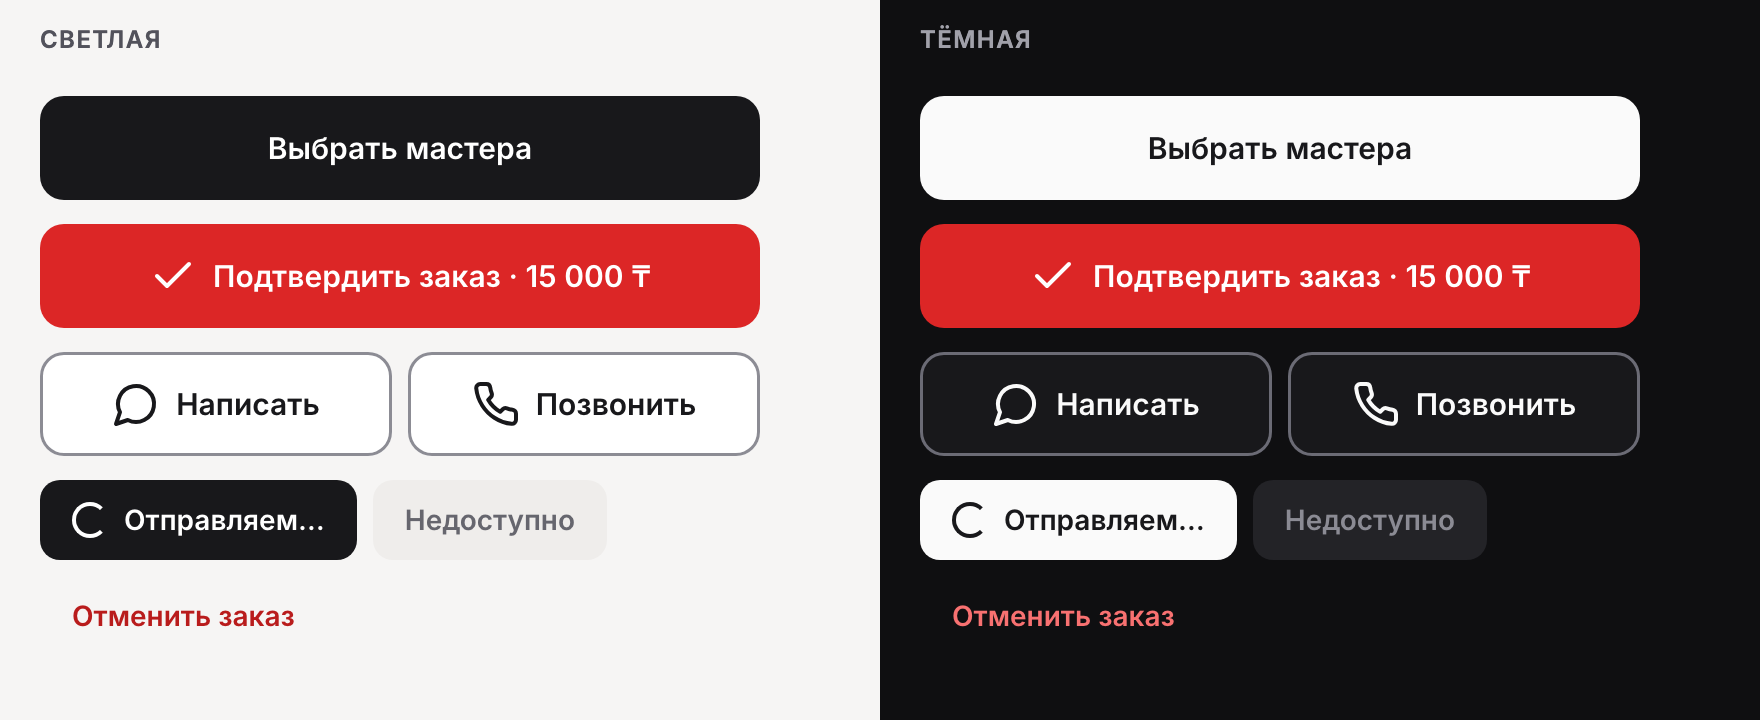 СВЕТЛАЯ
Выбрать мастера
Подтвердить заказ · 15 000 ₸
Написать
Позвонить
Отправляем…
Недоступно
Отменить заказ
ТЁМНАЯ
Выбрать мастера
Подтвердить заказ · 15 000 ₸
Написать
Позвонить
Отправляем…
Недоступно
Отменить заказ